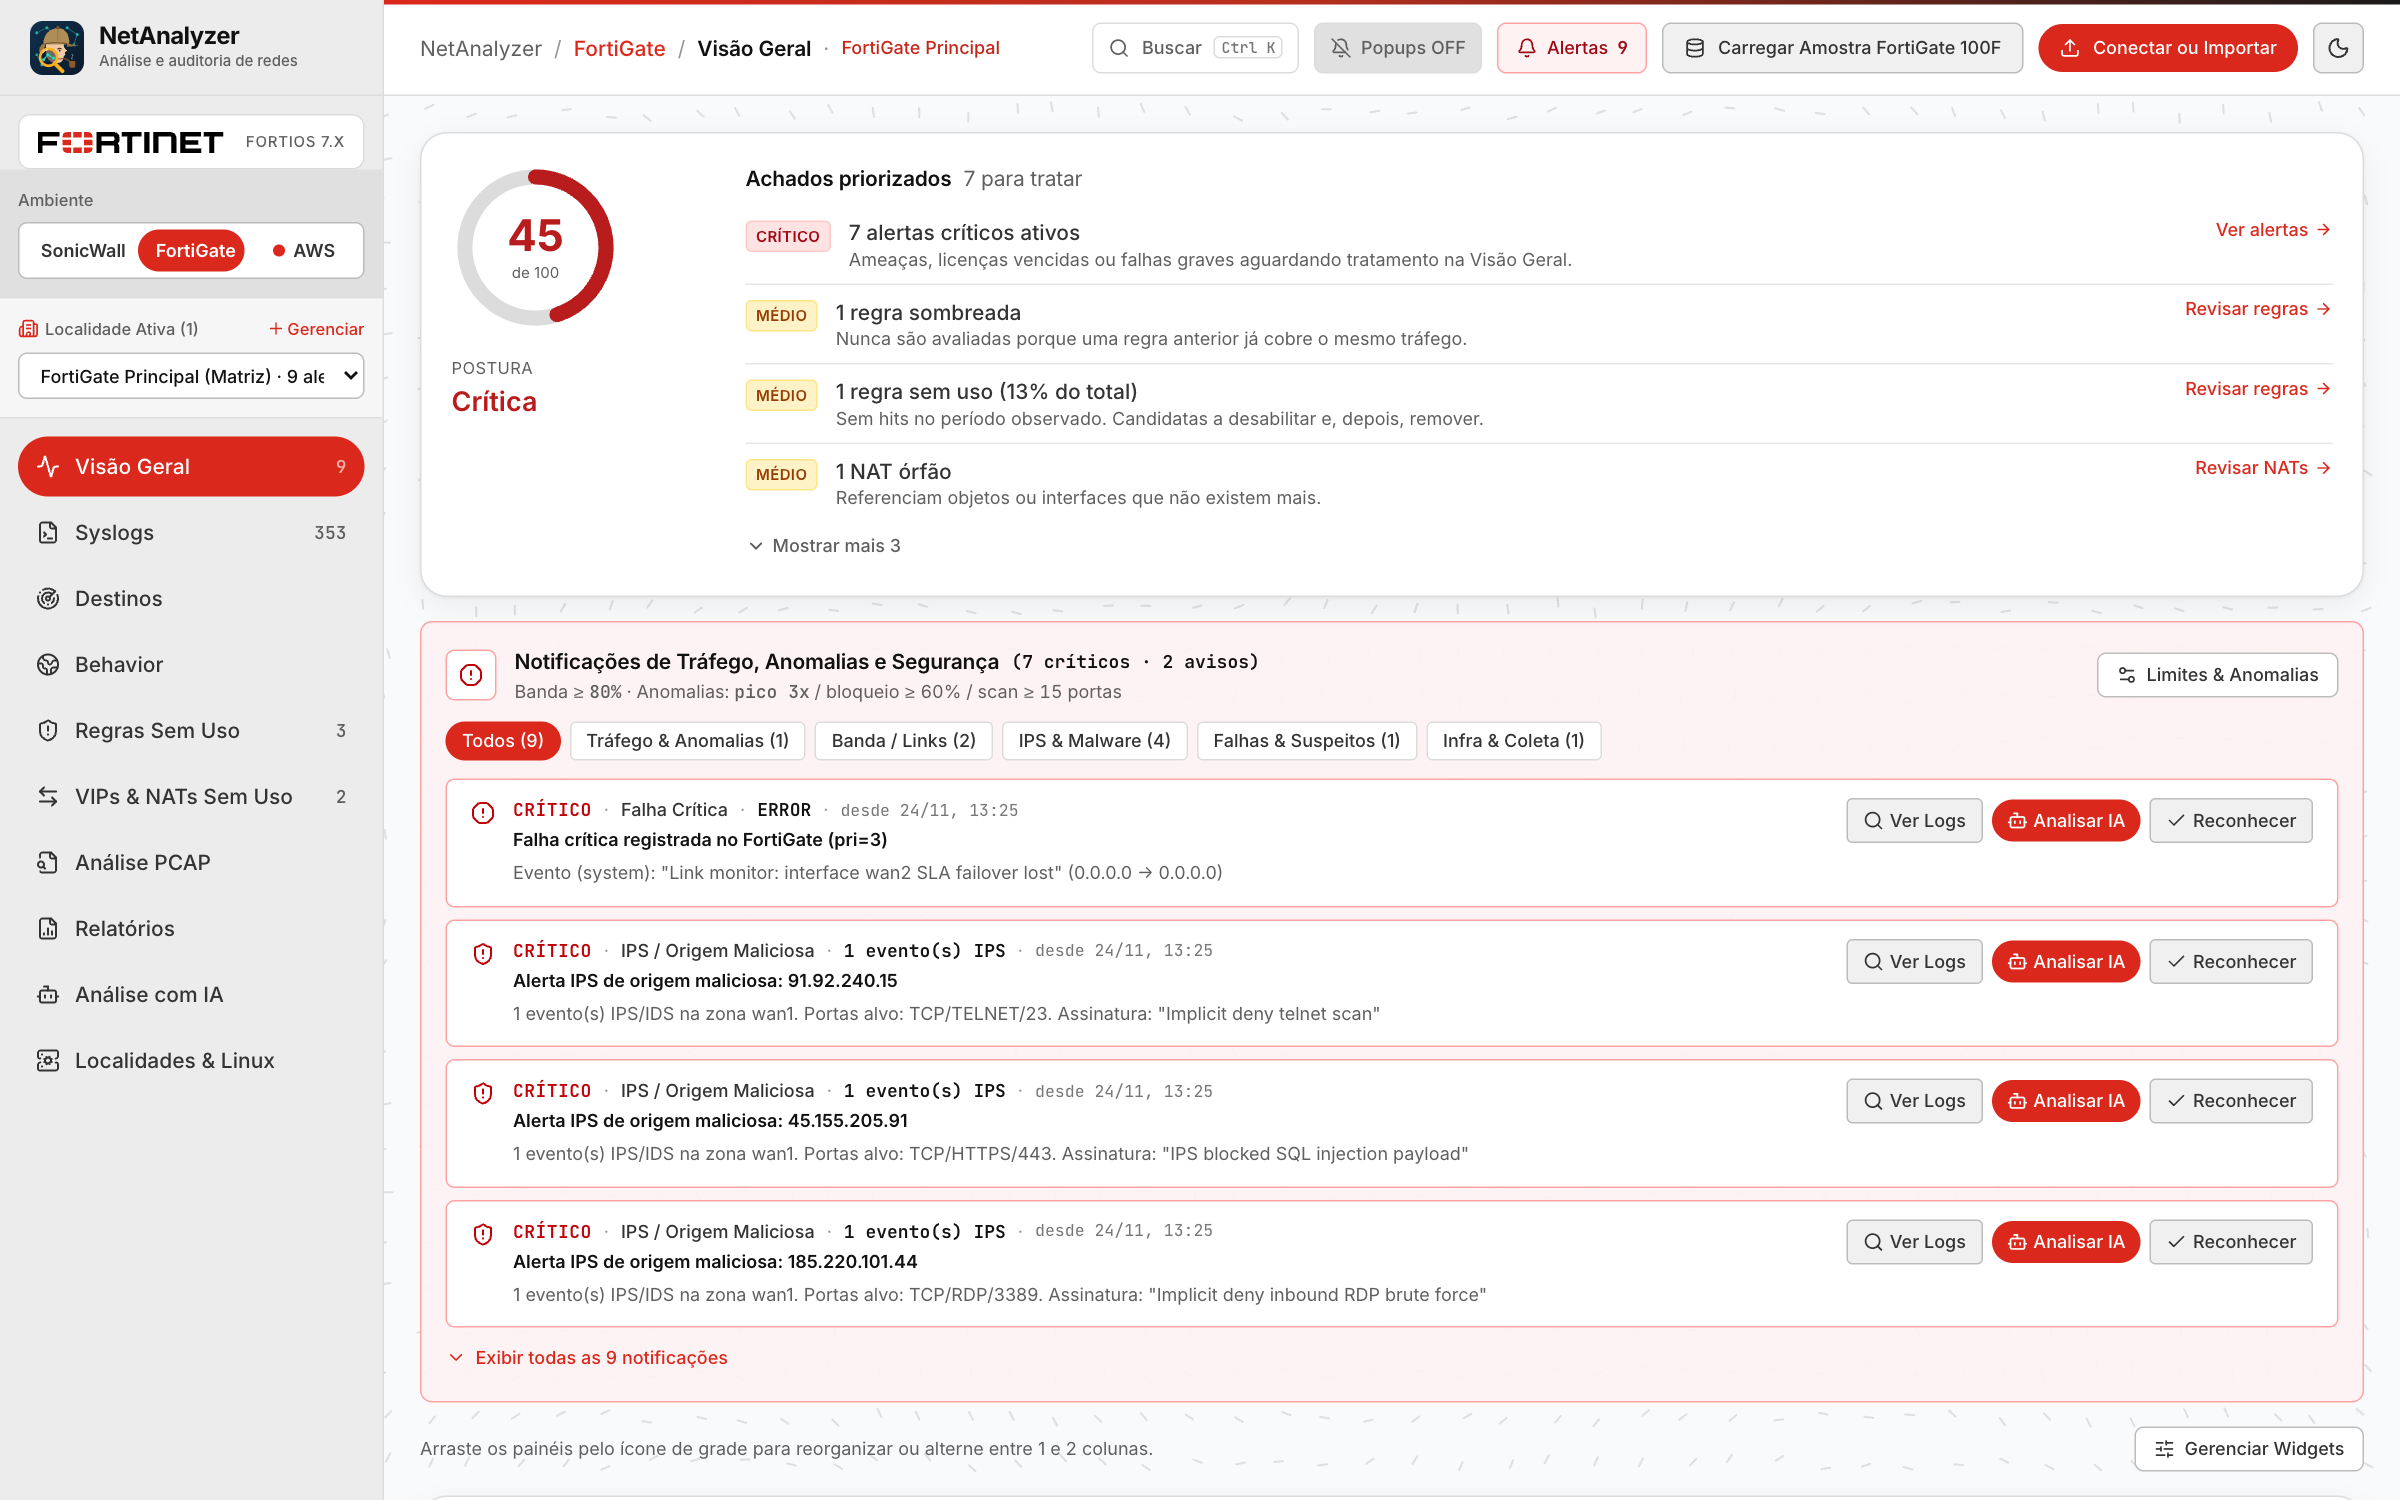 NetAnalyzer
Análise e auditoria de redes
NetAnalyzer / FortiGate / Visão Geral · FortiGate Principal
Buscar Ctrl K
Popups OFF
Alertas 9
Carregar Amostra FortiGate 100F
Conectar ou Importar
FORTINET FORTIOS 7.X
Ambiente
SonicWall FortiGate AWS
Localidade Ativa (1) + Gerenciar
FortiGate Principal (Matriz) · 9 ale
Visão Geral 9
Syslogs 353
Destinos
Behavior
Regras Sem Uso 3
VIPs & NATs Sem Uso 2
Análise PCAP
Relatórios
Análise com IA
Localidades & Linux
45
de 100
POSTURA
Crítica
Achados priorizados 7 para tratar
CRÍTICO 7 alertas críticos ativos Ver alertas →
Ameaças, licenças vencidas ou falhas graves aguardando tratamento na Visão Geral.
MÉDIO 1 regra sombreada Revisar regras →
Nunca são avaliadas porque uma regra anterior já cobre o mesmo tráfego.
MÉDIO 1 regra sem uso (13% do total) Revisar regras →
Sem hits no período observado. Candidatas a desabilitar e, depois, remover.
MÉDIO 1 NAT órfão Revisar NATs →
Referenciam objetos ou interfaces que não existem mais.
Mostrar mais 3
Notificações de Tráfego, Anomalias e Segurança (7 críticos · 2 avisos)
Banda ≥ 80% · Anomalias: pico 3x / bloqueio ≥ 60% / scan ≥ 15 portas
Limites & Anomalias
Todos (9) Tráfego & Anomalias (1) Banda / Links (2) IPS & Malware (4) Falhas & Suspeitos (1) Infra & Coleta (1)
CRÍTICO · Falha Crítica · ERROR · desde 24/11, 13:25
Falha crítica registrada no FortiGate (pri=3)
Evento (system): "Link monitor: interface wan2 SLA failover lost" (0.0.0.0 → 0.0.0.0)
Ver Logs Analisar IA Reconhecer
CRÍTICO · IPS / Origem Maliciosa · 1 evento(s) IPS · desde 24/11, 13:25
Alerta IPS de origem maliciosa: 91.92.240.15
1 evento(s) IPS/IDS na zona wan1. Portas alvo: TCP/TELNET/23. Assinatura: "Implicit deny telnet scan"
Ver Logs Analisar IA Reconhecer
CRÍTICO · IPS / Origem Maliciosa · 1 evento(s) IPS · desde 24/11, 13:25
Alerta IPS de origem maliciosa: 45.155.205.91
1 evento(s) IPS/IDS na zona wan1. Portas alvo: TCP/HTTPS/443. Assinatura: "IPS blocked SQL injection payload"
Ver Logs Analisar IA Reconhecer
CRÍTICO · IPS / Origem Maliciosa · 1 evento(s) IPS · desde 24/11, 13:25
Alerta IPS de origem maliciosa: 185.220.101.44
1 evento(s) IPS/IDS na zona wan1. Portas alvo: TCP/RDP/3389. Assinatura: "Implicit deny inbound RDP brute force"
Ver Logs Analisar IA Reconhecer
Exibir todas as 9 notificações
Arraste os painéis pelo ícone de grade para reorganizar ou alterne entre 1 e 2 colunas.
Gerenciar Widgets